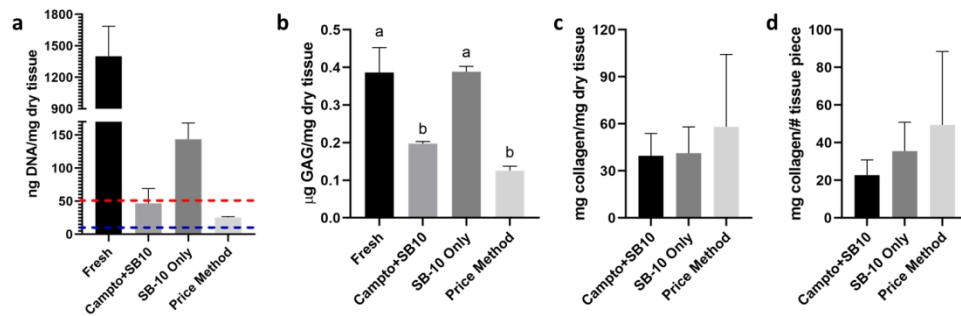 a
ng DNA/mg dry tissue
1800
1500
1200
900
150
100
50
0
Fresh
Campto+SB10
SB-10 Only
Price Method
b
µg GAG/mg dry tissue
0.5
0.4
0.3
0.2
0.1
0.0
a
b
a
b
Fresh
Campto+SB10
SB-10 Only
Price Method
c
mg collagen/mg dry tissue
120
90
60
30
0
Campto+SB10
SB-10 Only
Price Method
d
mg collagen/# tissue piece
100
80
60
40
20
0
Campto+SB10
SB-10 Only
Price Method